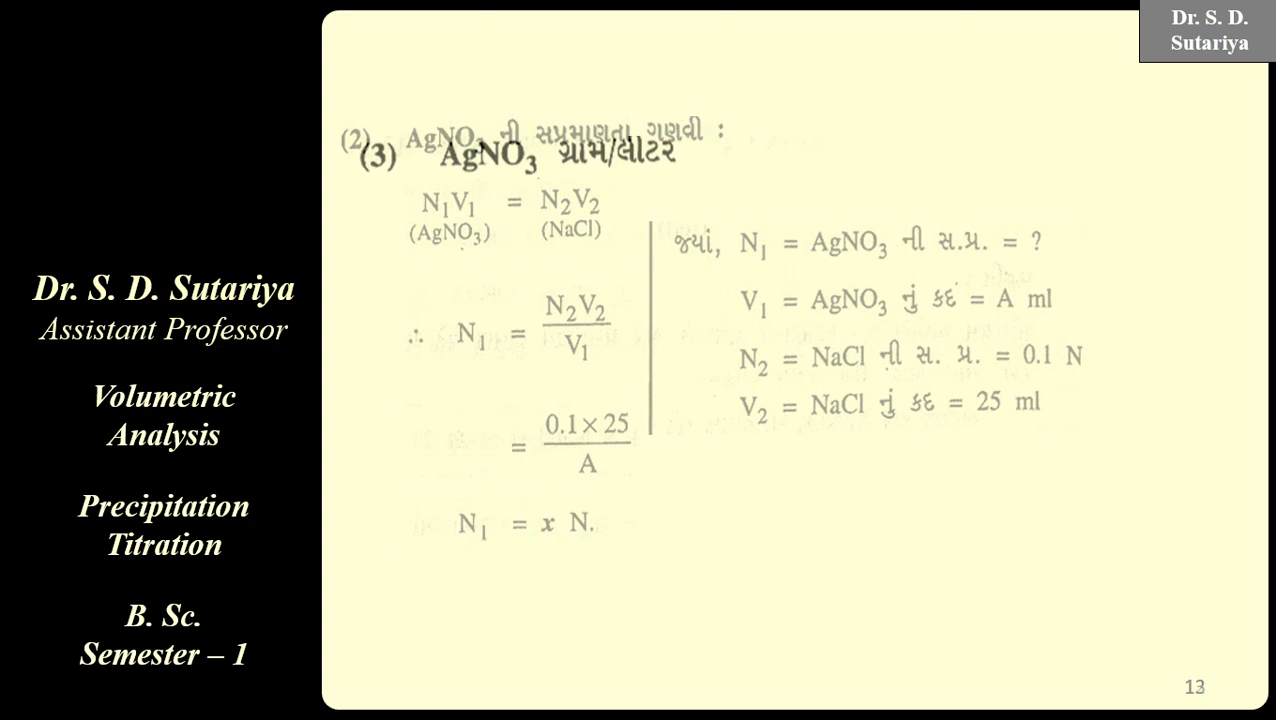 Dr. S. D.
Sutariya
Dr. S. D. Sutariya
Assistant Professor
Volumetric
Analysis
Precipitation
Titration
B. Sc.
Semester – 1
(2) AgNO₃ ની સપ્રમાણતા ગણવી :
(3) AgNO₃ ગ્રામ/લીટર
N₁V₁ = N₂V₂
(AgNO₃) (NaCl)
∴ N₁ = N₂V₂ / V₁
= 0.1 × 25 / A
N₁ = x N.
જ્યાં, N₁ = AgNO₃ ની સ.પ્ર. = ?
V₁ = AgNO₃ નું કદ = A ml
N₂ = NaCl ની સ. પ્ર. = 0.1 N
V₂ = NaCl નું કદ = 25 ml